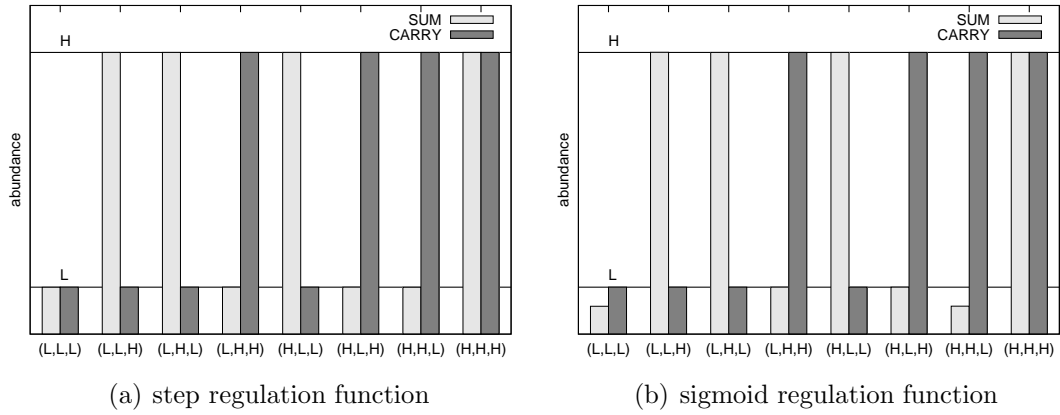 SUM
CARRY
H
L
abundance
(L,L,L) (L,L,H) (L,H,L) (L,H,H) (H,L,L) (H,L,H) (H,H,L) (H,H,H)
(a) step regulation function
SUM
CARRY
H
L
abundance
(L,L,L) (L,L,H) (L,H,L) (L,H,H) (H,L,L) (H,L,H) (H,H,L) (H,H,H)
(b) sigmoid regulation function